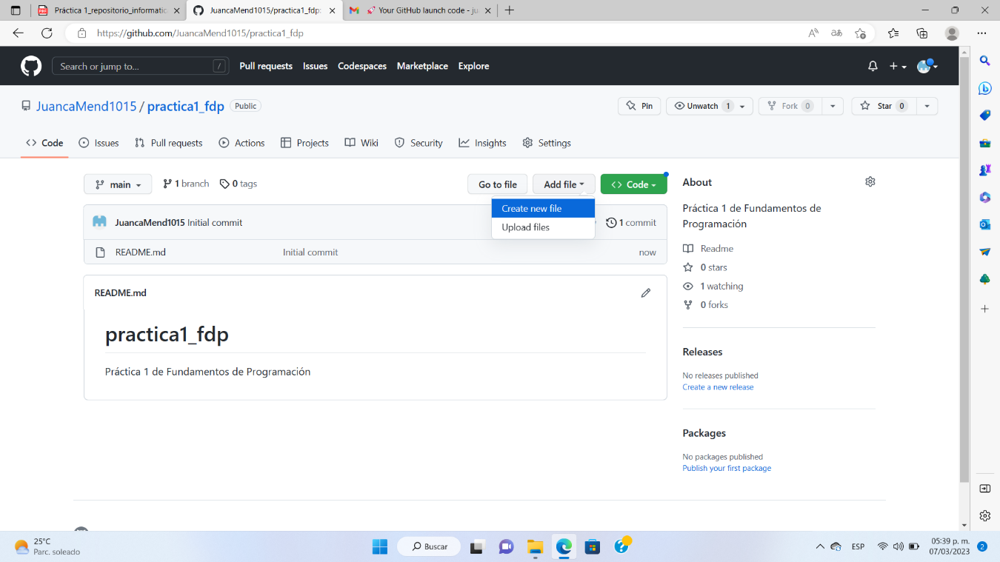 Práctica 1_repositorio_informatic
JuancaMend1015/practica1_fdp:
🚀 Your GitHub launch code - ju
https://github.com/JuancaMend1015/practica1_fdp
Search or jump to...
/
Pull requests
Issues
Codespaces
Marketplace
Explore
JuancaMend1015 / practica1_fdp
Public
Pin
Unwatch 1
Fork 0
Star 0
Code
Issues
Pull requests
Actions
Projects
Wiki
Security
Insights
Settings
main
1 branch
0 tags
Go to file
Add file
Code
Create new file
Upload files
JuancaMend1015 Initial commit
1 commit
README.md
Initial commit
now
README.md
practica1_fdp
Práctica 1 de Fundamentos de Programación
About
Práctica 1 de Fundamentos de
Programación
Readme
0 stars
1 watching
0 forks
Releases
No releases published
Create a new release
Packages
No packages published
Publish your first package
25°C
Parc. soleado
Buscar
ESP
05:39 p. m.
07/03/2023
2